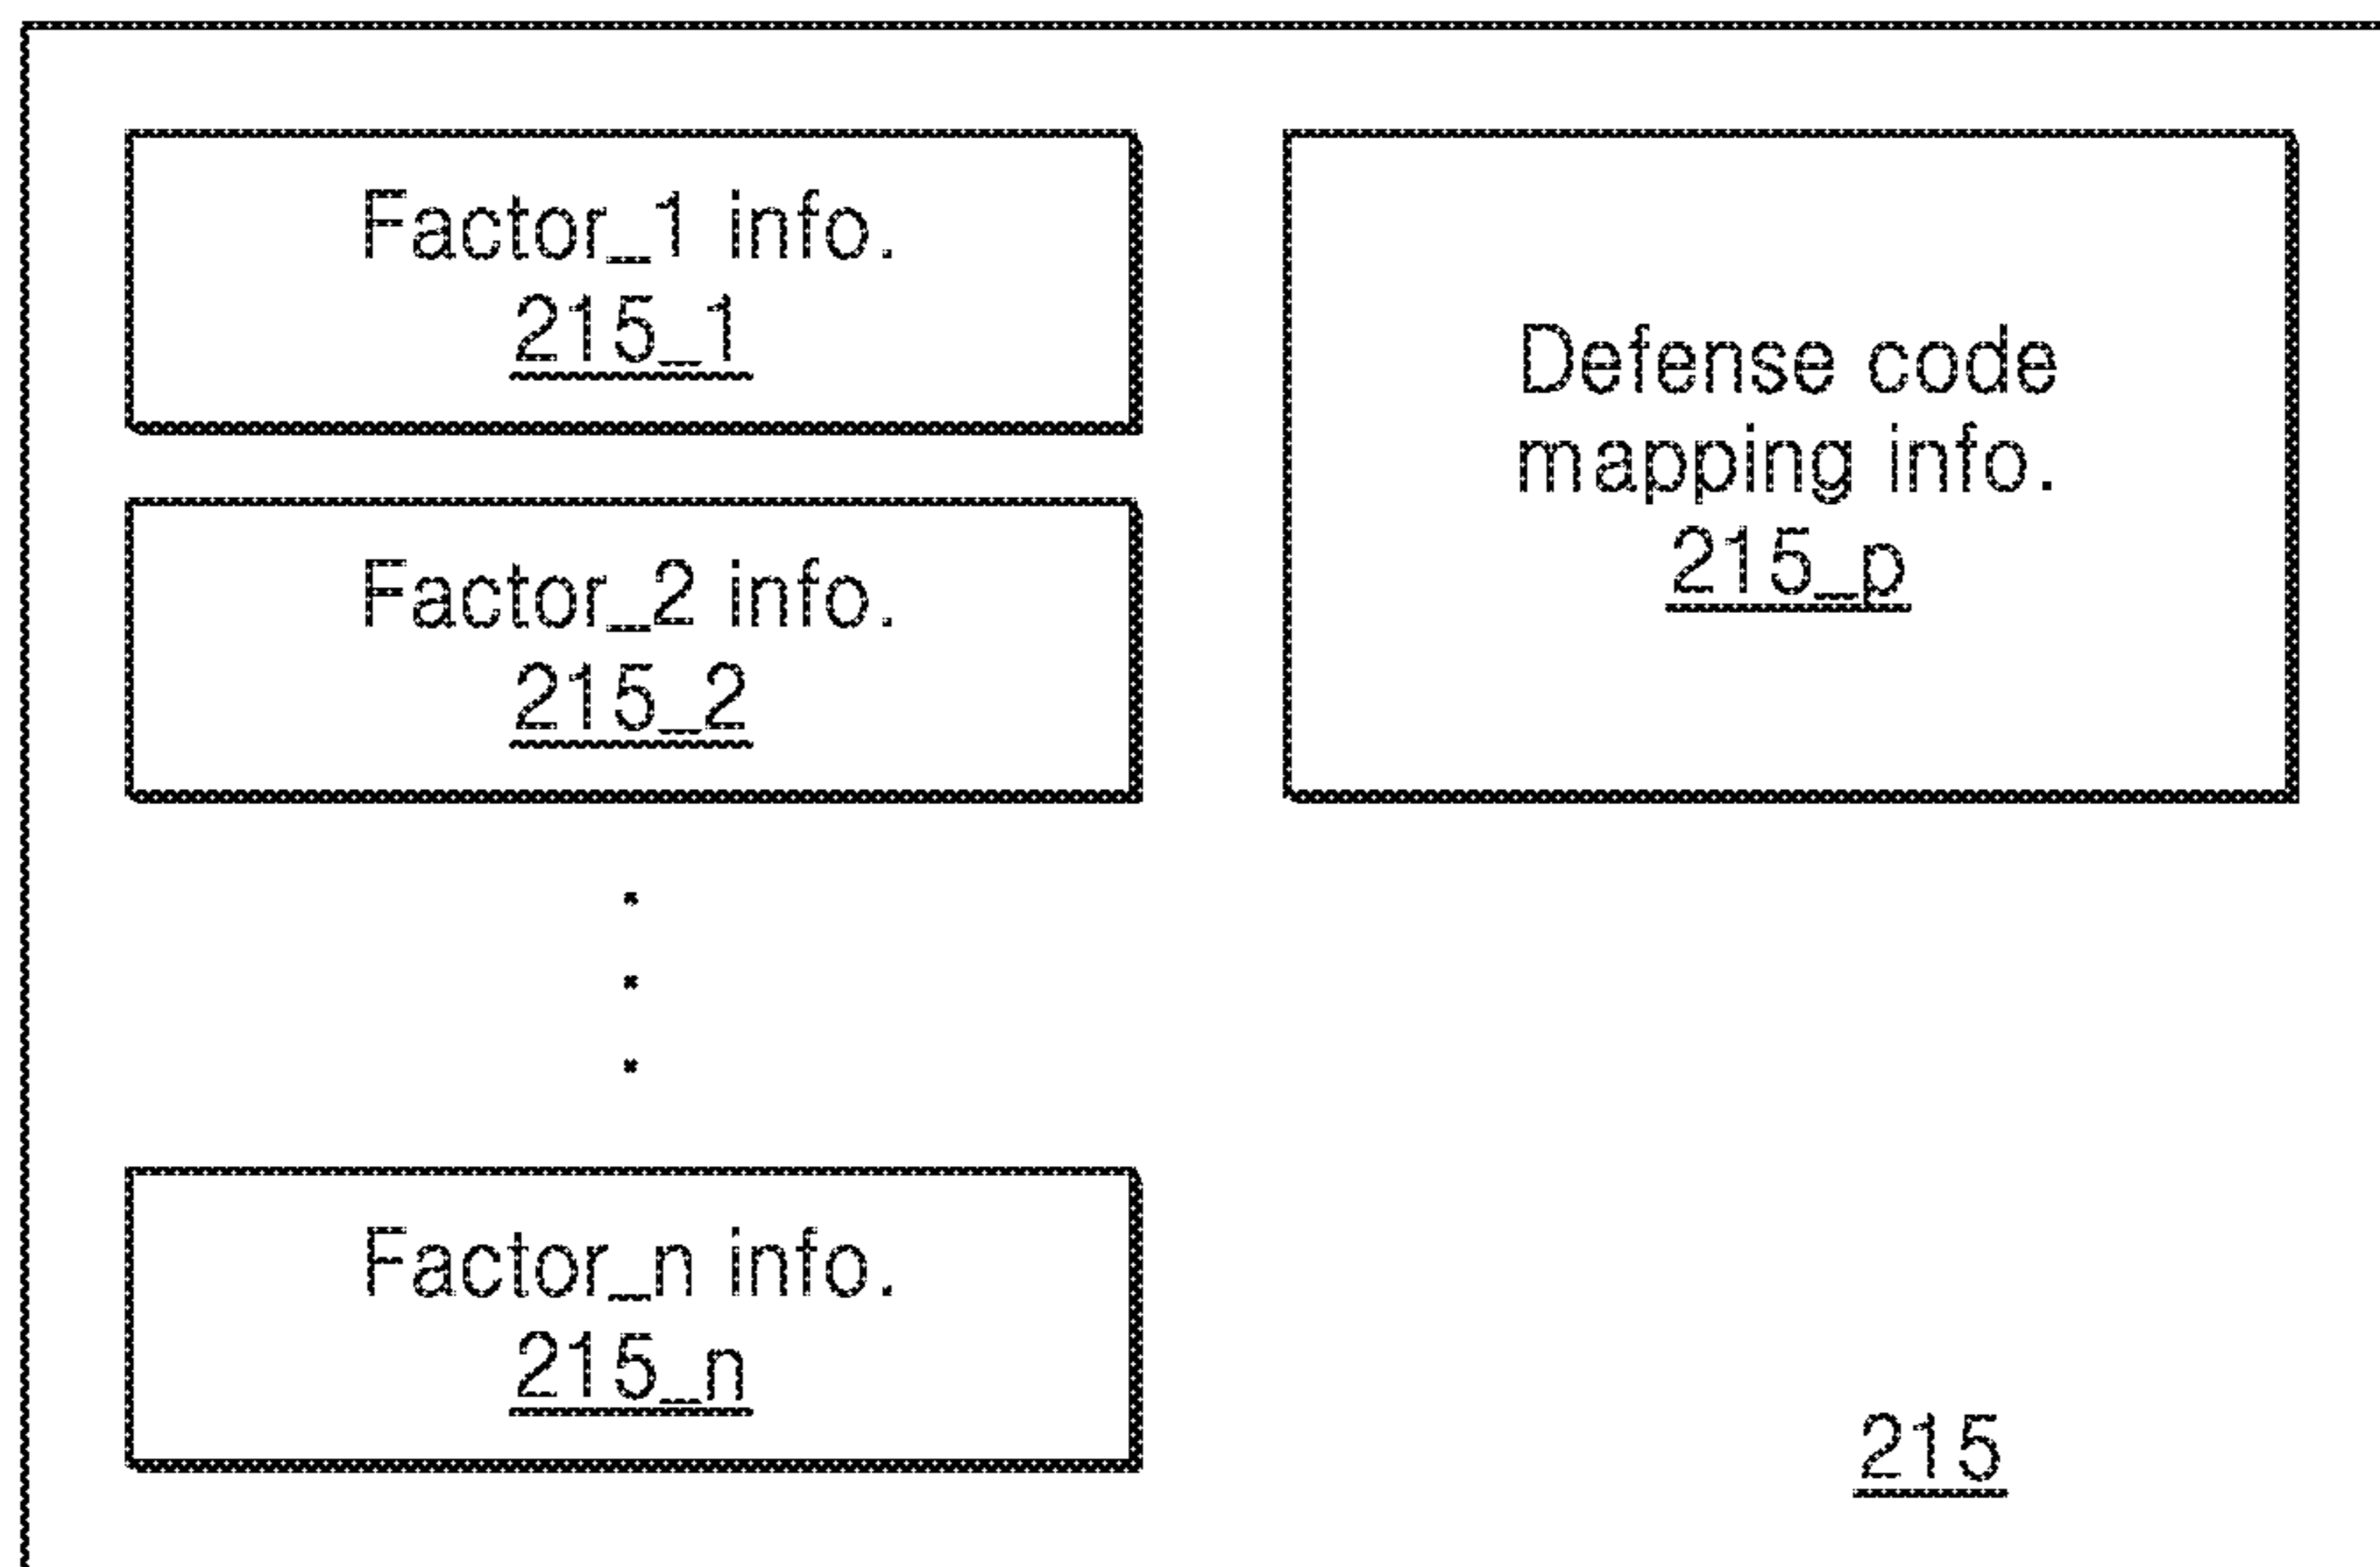 Factor_1 info.
215_1
Factor_2 info.
215_2
Factor_n info.
215_n
Defense code
mapping info.
215_p
215